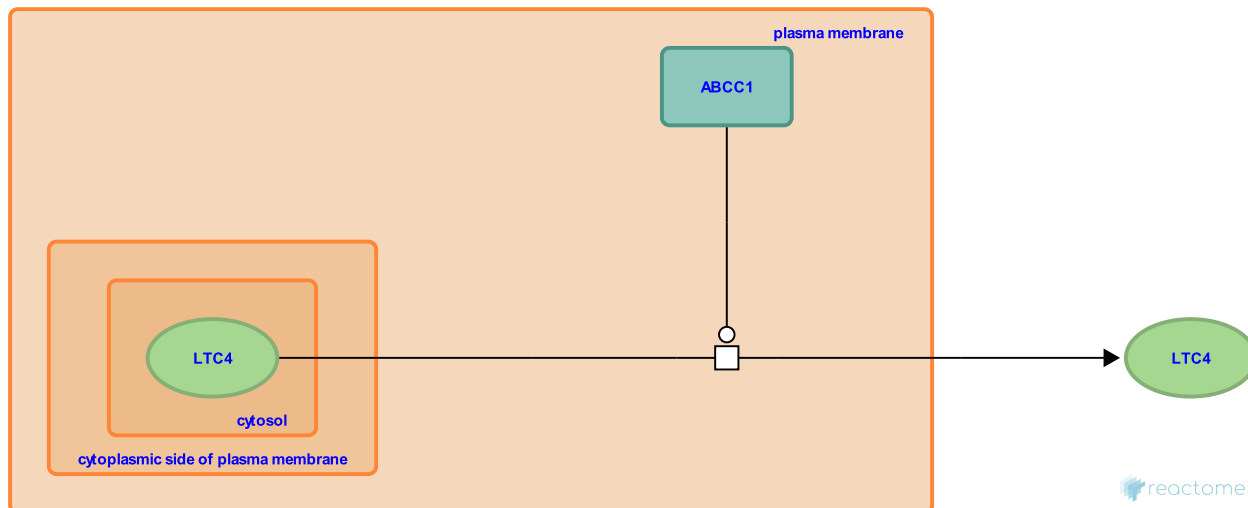 plasma membrane
ABCC1
LTC4
LTC4
cytosol
cytoplasmic side of plasma membrane
reactome